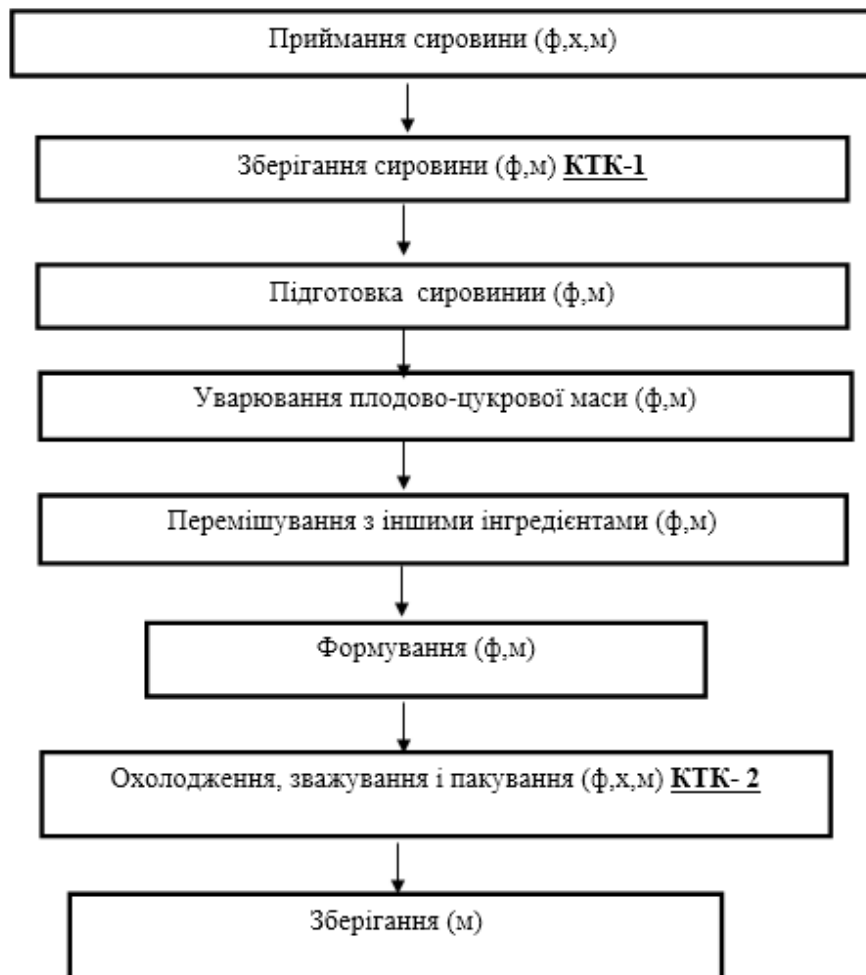 Приймання сировини (ф,х,м)
Зберігання сировини (ф,м) КТК-1
Підготовка сировинии (ф,м)
Уварювання плодово-цукрової маси (ф,м)
Перемішування з іншими інгредієнтами (ф,м)
Формування (ф,м)
Охолодження, зважування і пакування (ф,х,м) КТК- 2
Зберігання (м)